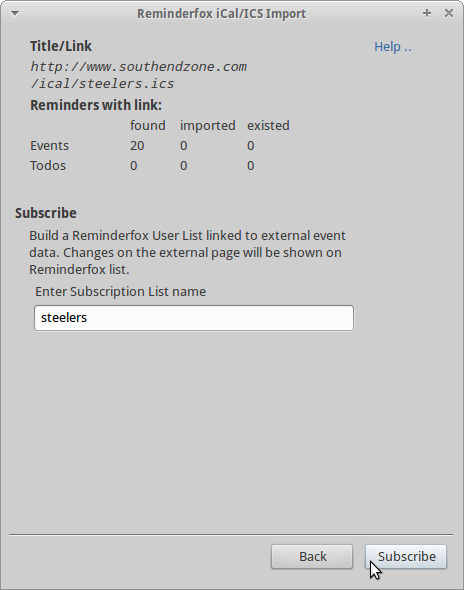 Reminderfox iCal/ICS Import
Title/Link Help ..
http://www.southendzone.com
/ical/steelers.ics
Reminders with link:
found imported existed
Events 20 0 0
Todos 0 0 0
Subscribe
Build a Reminderfox User List linked to external event
data. Changes on the external page will be shown on
Reminderfox list.
Enter Subscription List name
steelers
Back Subscribe